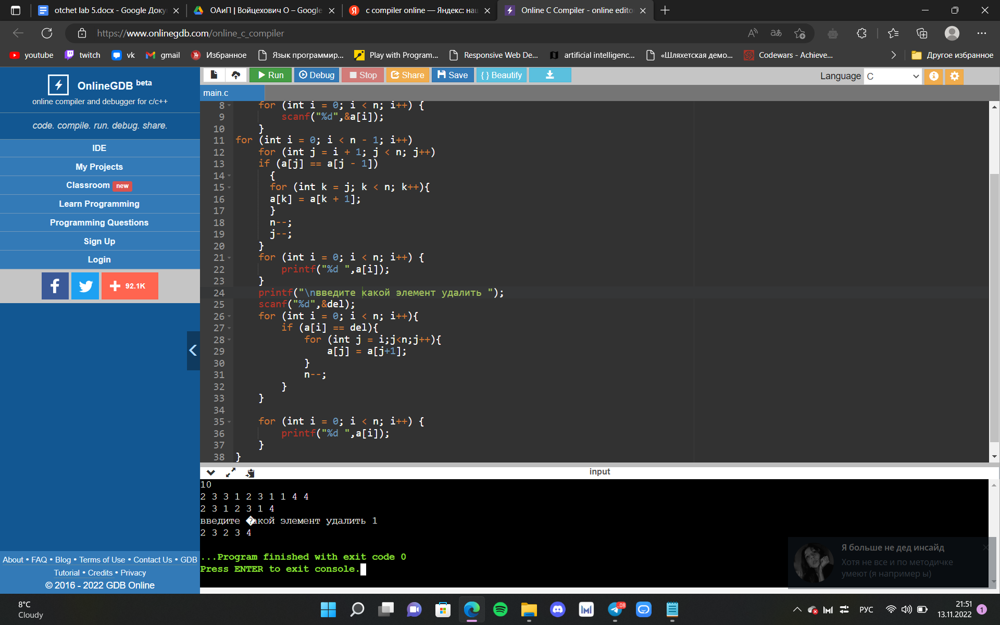 otchet lab 5.docx - Google Доку
ОАиП | Войцехович О – Google
c compiler online — Яндекс: наш
Online C Compiler - online edito
https://www.onlinegdb.com/online_c_compiler
youtube
twitch
vk
gmail
Избранное
Язык программир...
Play with Program...
Responsive Web De...
artificial intelligenc...
«Шляхетская демо...
Codewars - Achieve...
Другое избранное
OnlineGDB beta
online compiler and debugger for c/c++
code. compile. run. debug. share.
IDE
My Projects
Classroom new
Learn Programming
Programming Questions
Sign Up
Login
92.1K
About • FAQ • Blog • Terms of Use • Contact Us • GDB
Tutorial • Credits • Privacy
© 2016 - 2022 GDB Online
Run Debug Stop Share Save { } Beautify
Language C
main.c
8 for (int i = 0; i < n; i++) {
9 scanf("%d",&a[i]);
10 }
11 for (int i = 0; i < n - 1; i++)
12 for (int j = i + 1; j < n; j++)
13 if (a[j] == a[j - 1])
14 {
15 for (int k = j; k < n; k++){
16 a[k] = a[k + 1];
17 }
18 n--;
19 j--;
20 }
21 for (int i = 0; i < n; i++) {
22 printf("%d ",a[i]);
23 }
24 printf("\nвведите какой элемент удалить ");
25 scanf("%d",&del);
26 for (int i = 0; i < n; i++){
27 if (a[i] == del){
28 for (int j = i;j<n;j++){
29 a[j] = a[j+1];
30 }
31 n--;
32 }
33 }
34
35 for (int i = 0; i < n; i++) {
36 printf("%d ",a[i]);
37 }
38 }
input
10
2 3 3 1 2 3 1 1 4 4
2 3 1 2 3 1 4
введите �акой элемент удалить 1
2 3 2 3 4
...Program finished with exit code 0
Press ENTER to exit console.
Я больше не дед инсайд
Хотя не все и по методичке
умеют (я например ы)
8°C
Cloudy
РУС
21:51
13.11.2022
1